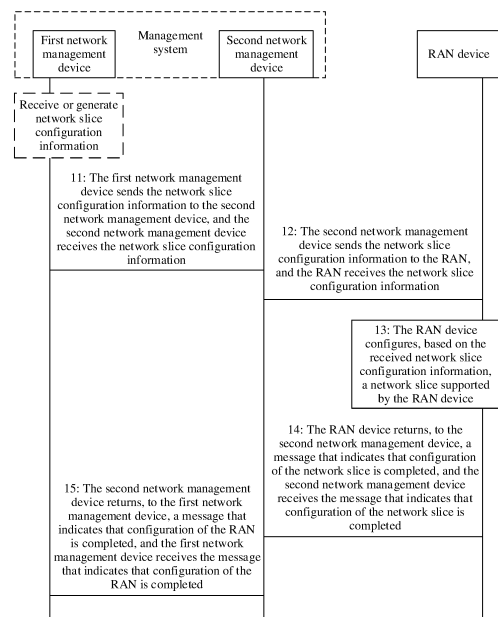 Management
system
First network
management
device
Second network
management
device
RAN device
Receive or generate
network slice
configuration
information
11: The first network management
device sends the network slice
configuration information to the second
network management device, and the
second network management device
receives the network slice configuration
information
12: The second network management
device sends the network slice
configuration information to the RAN,
and the RAN receives the network slice
configuration information
13: The RAN device
configures, based on the
received network slice
configuration information,
a network slice supported
by the RAN device
14: The RAN device returns, to the
second network management device, a
message that indicates that configuration
of the network slice is completed, and the
second network management device
receives the message that indicates that
configuration of the network slice is
completed
15: The second network management
device returns, to the first network
management device, a message that
indicates that configuration of the RAN
is completed, and the first network
management device receives the message
that indicates that configuration of the
RAN is completed